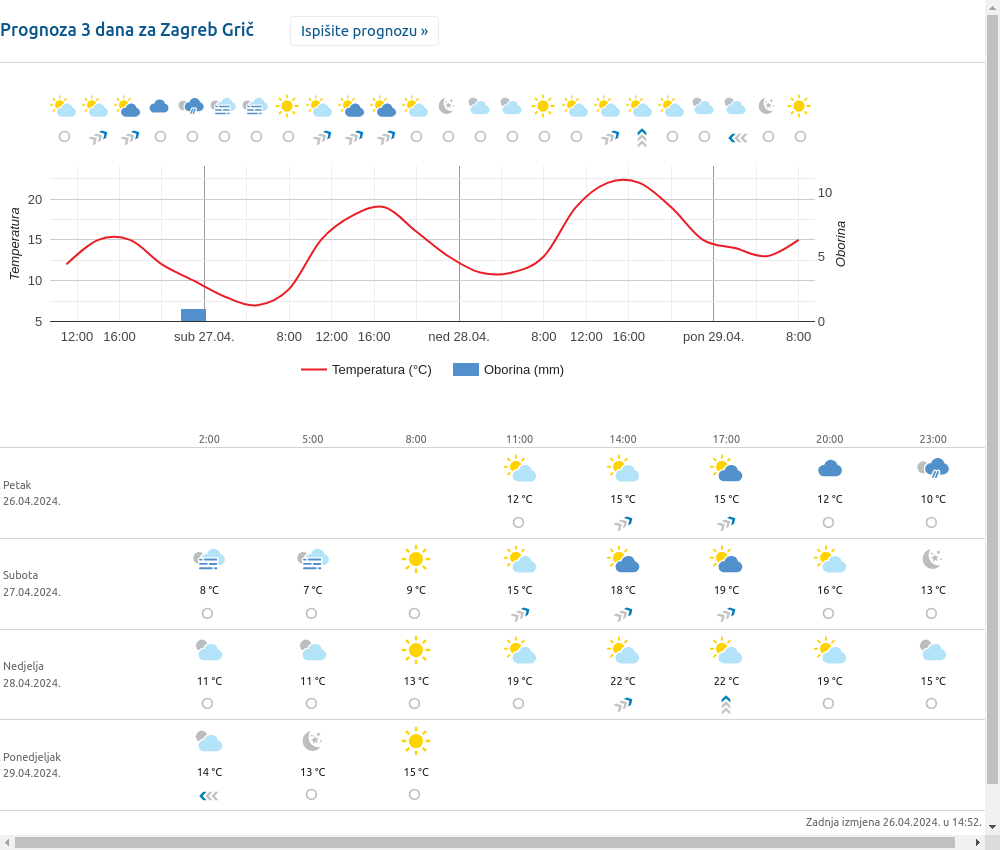 Prognoza 3 dana za Zagreb Grič
Ispišite prognozu »
Temperatura
20
15
10
5
10
5
0
Oborina
12:00 16:00 sub 27.04. 8:00 12:00 16:00 ned 28.04. 8:00 12:00 16:00 pon 29.04. 8:00
Temperatura (°C) Oborina (mm)
2:00 5:00 8:00 11:00 14:00 17:00 20:00 23:00
Petak
26.04.2024.
12 °C 15 °C 15 °C 12 °C 10 °C
Subota
27.04.2024.
8 °C 7 °C 9 °C 15 °C 18 °C 19 °C 16 °C 13 °C
Nedjelja
28.04.2024.
11 °C 11 °C 13 °C 19 °C 22 °C 22 °C 19 °C 15 °C
Ponedjeljak
29.04.2024.
14 °C 13 °C 15 °C
Zadnja izmjena 26.04.2024. u 14:52.